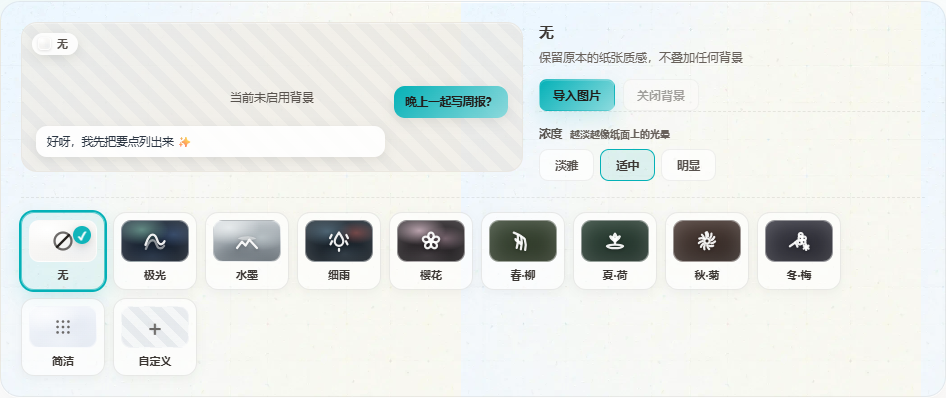 无
当前未启用背景
晚上一起写周报?
好呀，我先把要点列出来 ✨
无
保留原本的纸张质感，不叠加任何背景
导入图片
关闭背景
浓度 越淡越像纸面上的光晕
淡雅
适中
明显
无
极光
水墨
细雨
樱花
春·柳
夏·荷
秋·菊
冬·梅
简洁
自定义